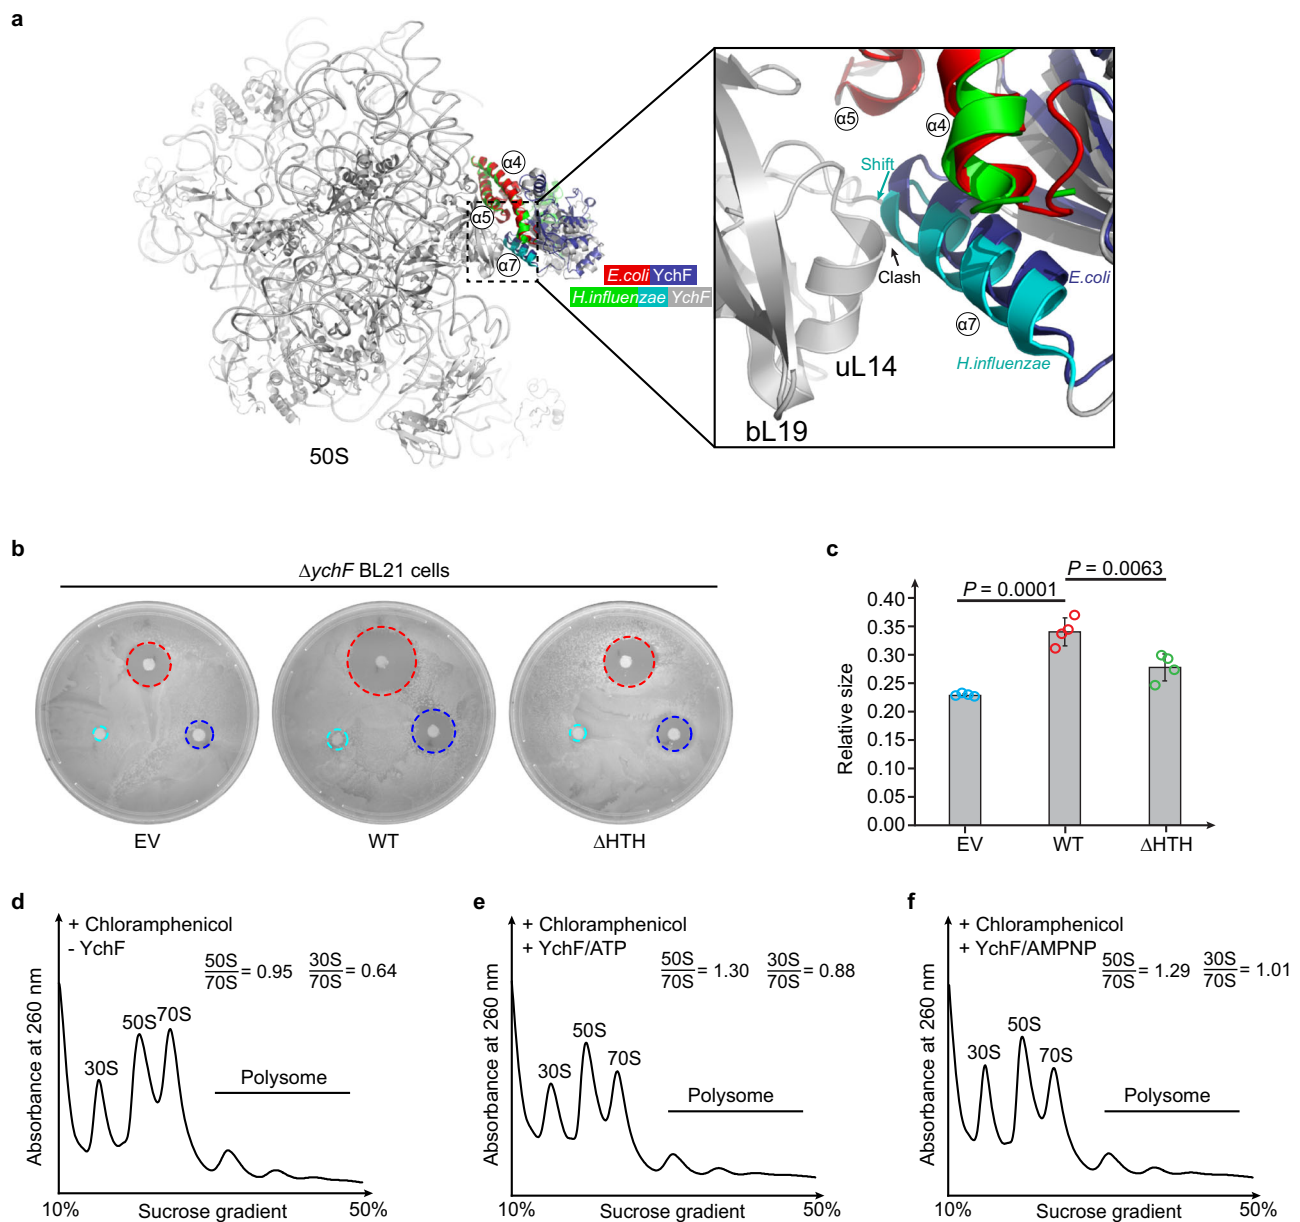 a
α4
α5
α7
E.coli YchF
H.influenzae YchF
50S
α5
α4
Shift
Clash
E.coli
α7
uL14
H.influenzae
bL19
b
ΔychF BL21 cells
EV
WT
ΔHTH
c
P = 0.0063
P = 0.0001
0.40
0.35
0.30
0.25
0.20
0.15
0.10
0.05
0.00
Relative size
EV
WT
ΔHTH
d
+ Chloramphenicol
- YchF
50S/70S = 0.95
30S/70S = 0.64
Absorbance at 260 nm
30S
50S
70S
Polysome
10%
Sucrose gradient
50%
e
+ Chloramphenicol
+ YchF/ATP
50S/70S = 1.30
30S/70S = 0.88
Absorbance at 260 nm
30S
50S
70S
Polysome
10%
Sucrose gradient
50%
f
+ Chloramphenicol
+ YchF/AMPNP
50S/70S = 1.29
30S/70S = 1.01
Absorbance at 260 nm
30S
50S
70S
Polysome
10%
Sucrose gradient
50%